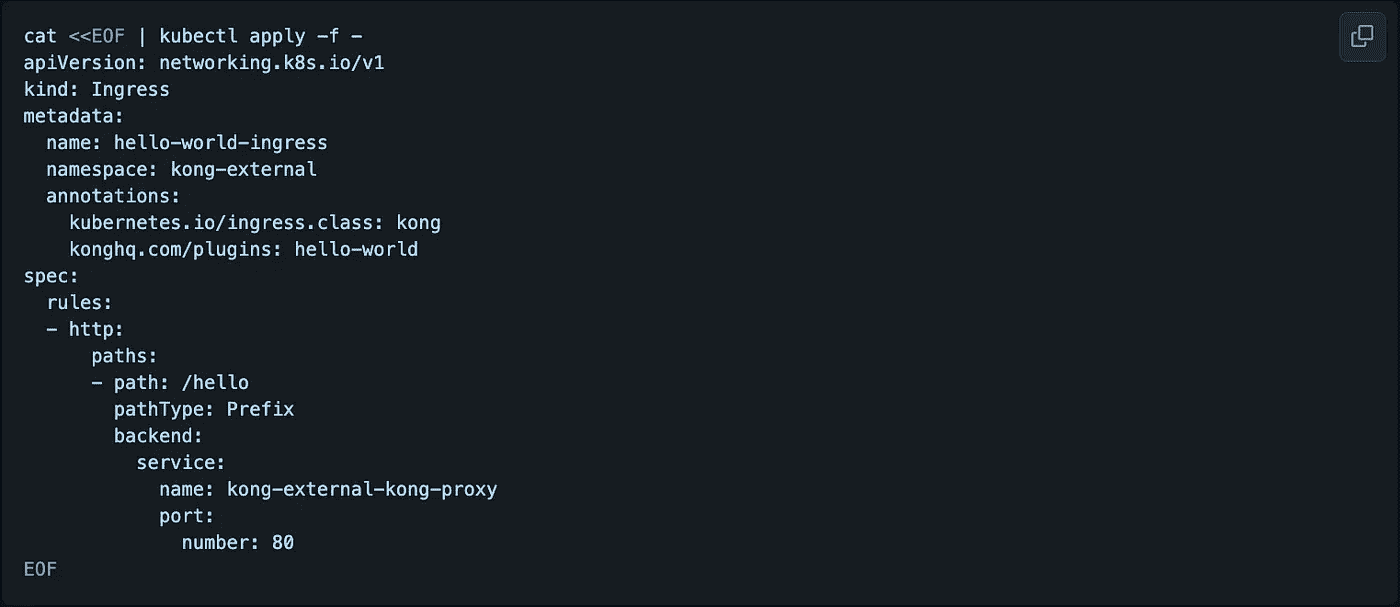 cat <<EOF | kubectl apply -f -
apiVersion: networking.k8s.io/v1
kind: Ingress
metadata:
  name: hello-world-ingress
  namespace: kong-external
  annotations:
    kubernetes.io/ingress.class: kong
    konghq.com/plugins: hello-world
spec:
  rules:
  - http:
      paths:
      - path: /hello
        pathType: Prefix
        backend:
          service:
            name: kong-external-kong-proxy
            port:
              number: 80
EOF